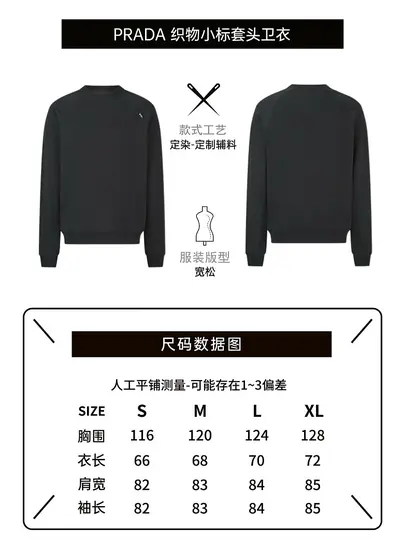 PRADA 织物小标套头卫衣
款式工艺
定染-定制辅料
服装版型
宽松
尺码数据图
人工平铺测量-可能存在1~3偏差
SIZE S M L XL
胸围 116 120 124 128
衣长 66 68 70 72
肩宽 82 83 84 85
袖长 82 83 84 85